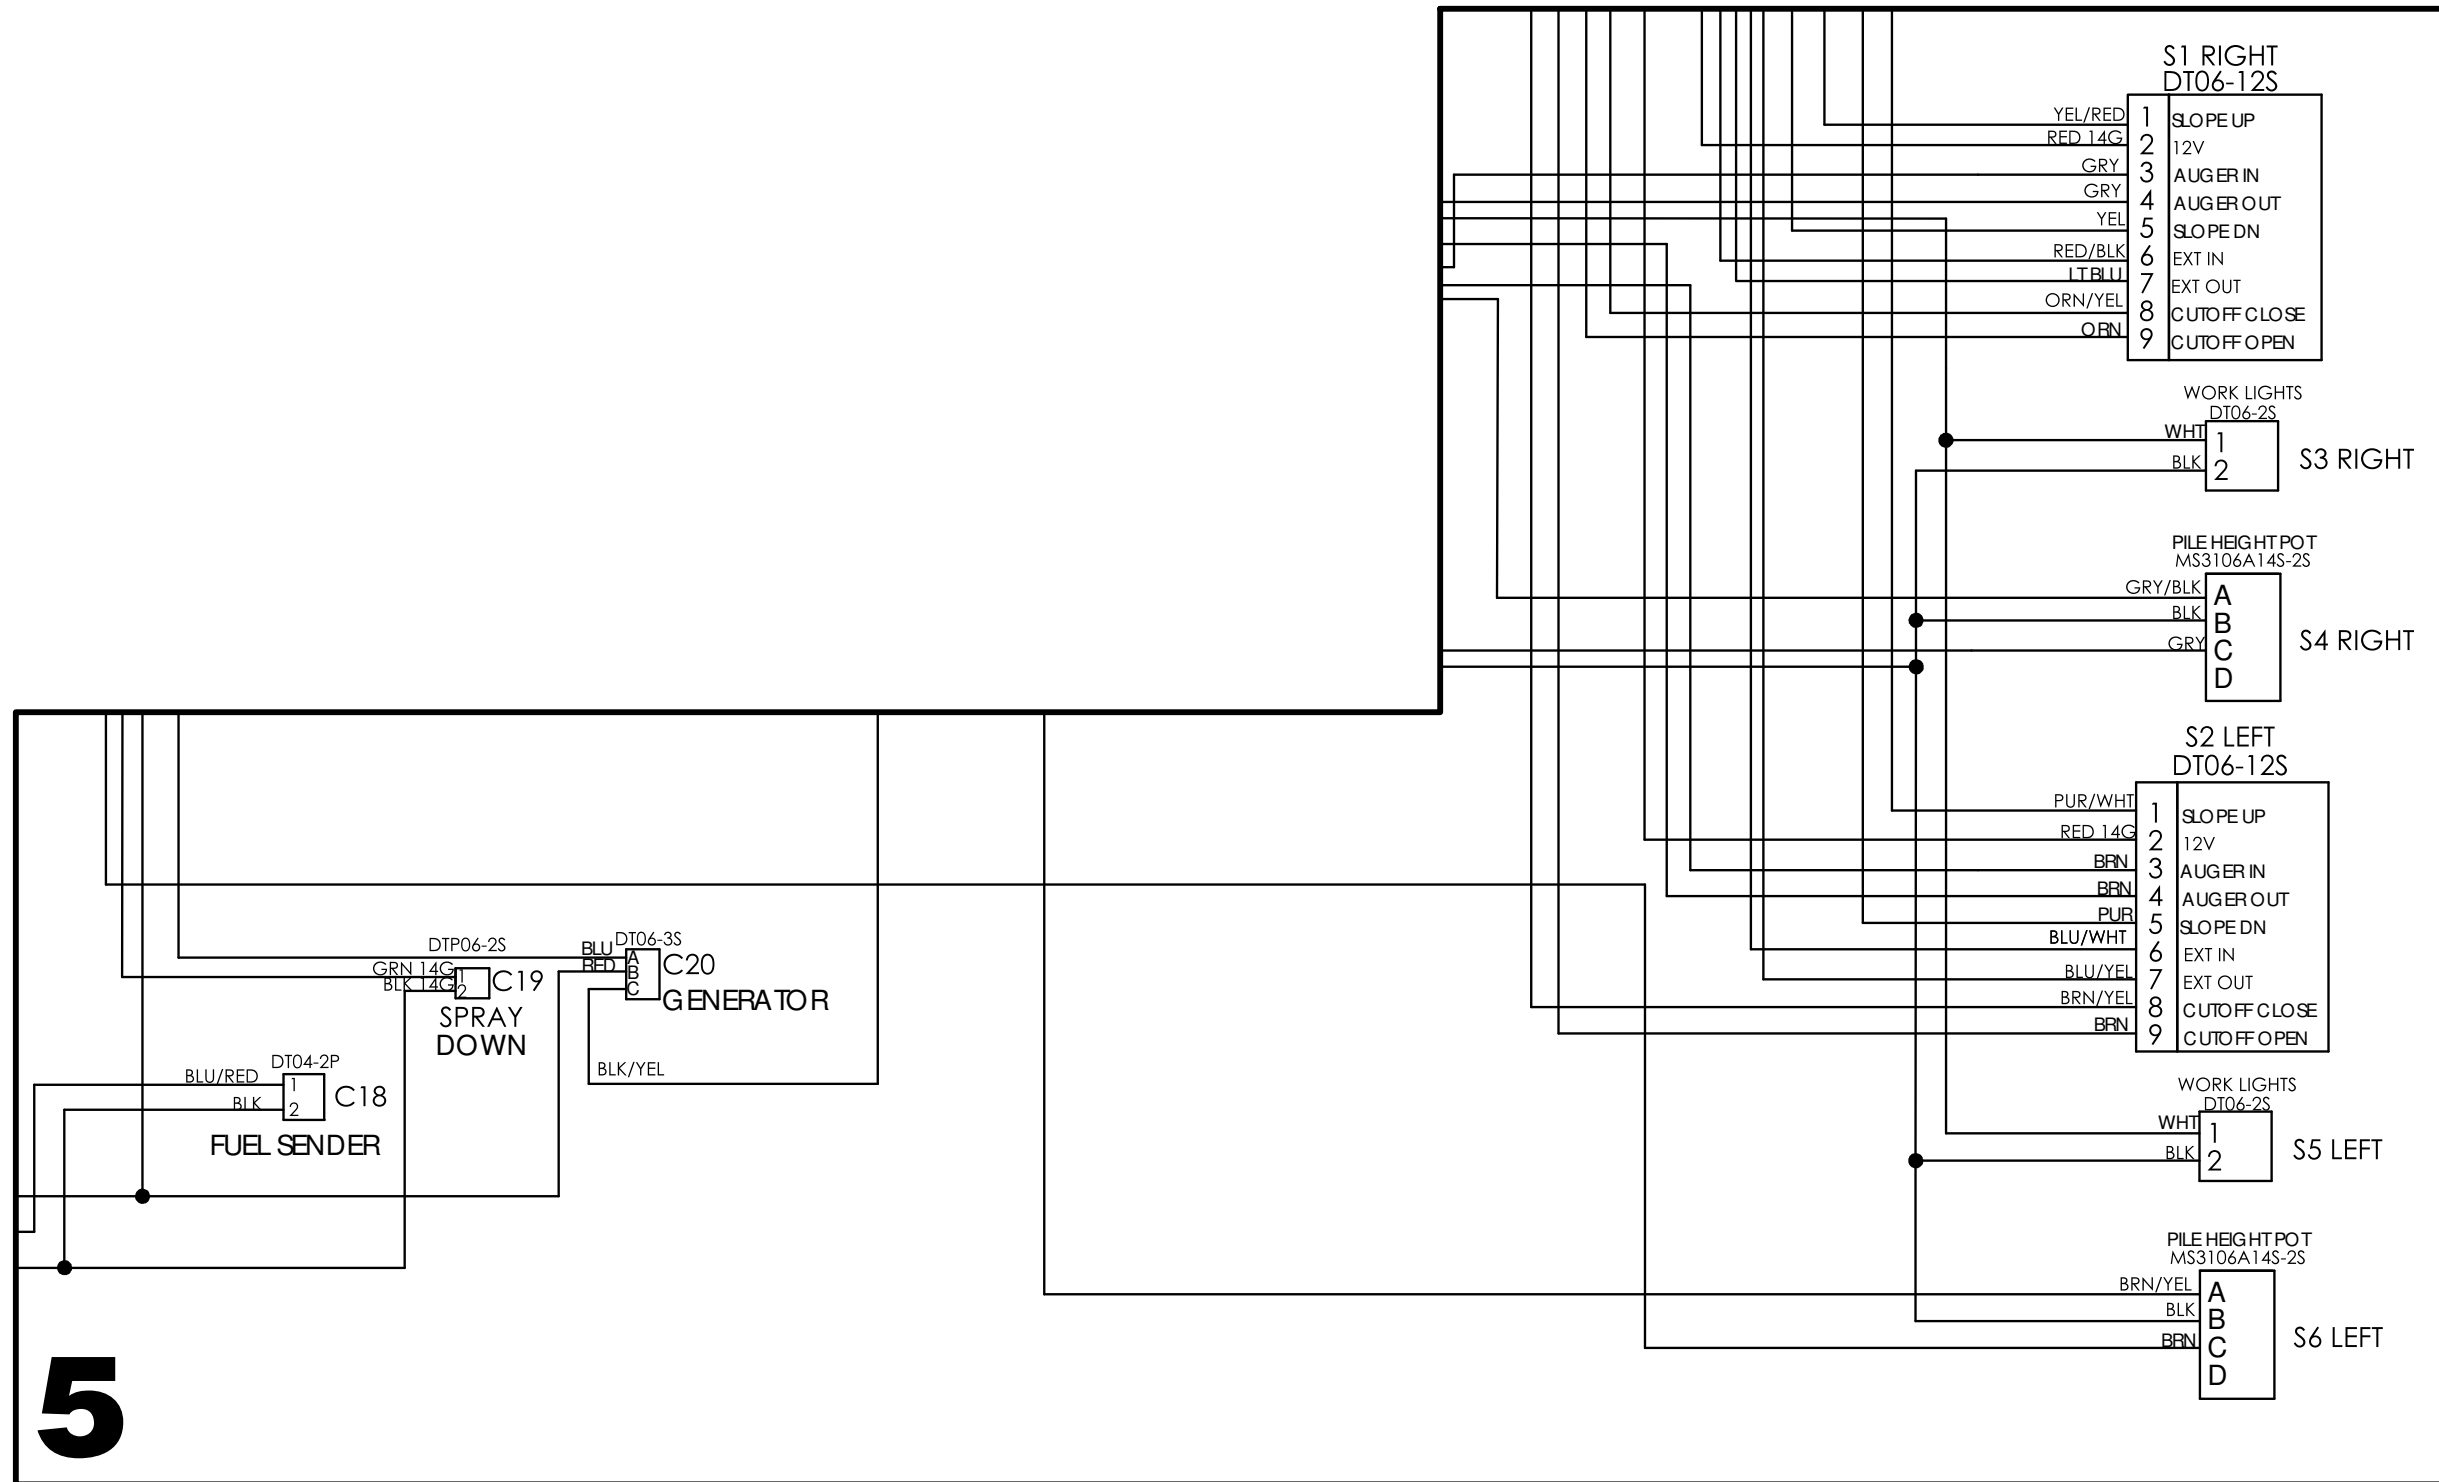 S1 RIGHT
DT06-12S
YEL/RED 1 SLOPE UP
RED 14G 2 12V
GRY 3 AUGER IN
GRY 4 AUGER OUT
YEL 5 SLOPE DN
RED/BLK 6 EXT IN
LT BLU 7 EXT OUT
ORN/YEL 8 CUTOFF CLOSE
ORN 9 CUTOFF OPEN
WORK LIGHTS
DT06-2S
WHT 1
BLK 2
S3 RIGHT
PILE HEIGHT POT
MS3106A14S-2S
GRY/BLK A
BLK B
GRY C
D
S4 RIGHT
S2 LEFT
DT06-12S
PUR/WHT 1 SLOPE UP
RED 14G 2 12V
BRN 3 AUGER IN
BRN 4 AUGER OUT
PUR 5 SLOPE DN
BLU/WHT 6 EXT IN
BLU/YEL 7 EXT OUT
BRN/YEL 8 CUTOFF CLOSE
BRN 9 CUTOFF OPEN
WORK LIGHTS
DT06-2S
WHT 1
BLK 2
S5 LEFT
PILE HEIGHT POT
MS3106A14S-2S
BRN/YEL A
BLK B
BRN C
D
S6 LEFT
DT06-3S
BLU A
RED B
C
C20
GENERATOR
BLK/YEL
DTP06-2S
GRN 14G 1
BLK 14G 2
C19
SPRAY
DOWN
DT04-2P
BLU/RED 1
BLK 2
C18
FUEL SENDER
5